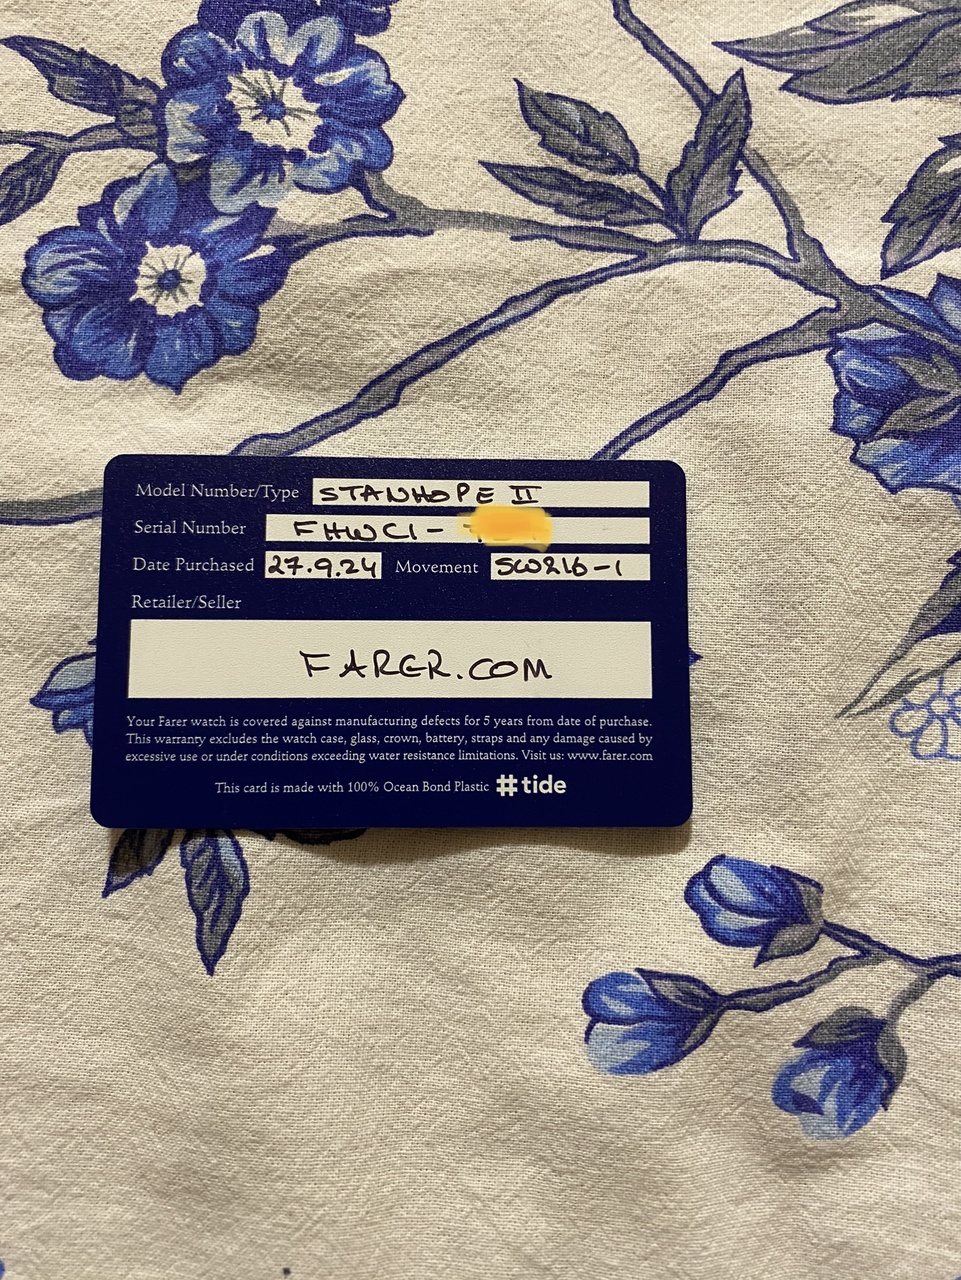 Model Number/Type STANHOPE II
Serial Number FHWC1-
Date Purchased 27.9.24 Movement SW216-1
Retailer/Seller
FARER.COM
Your Farer watch is covered against manufacturing defects for 5 years from date of purchase.
This warranty excludes the watch case, glass, crown, battery, straps and any damage caused by
excessive use or under conditions exceeding water resistance limitations. Visit us: www.farer.com
This card is made with 100% Ocean Bond Plastic #tide